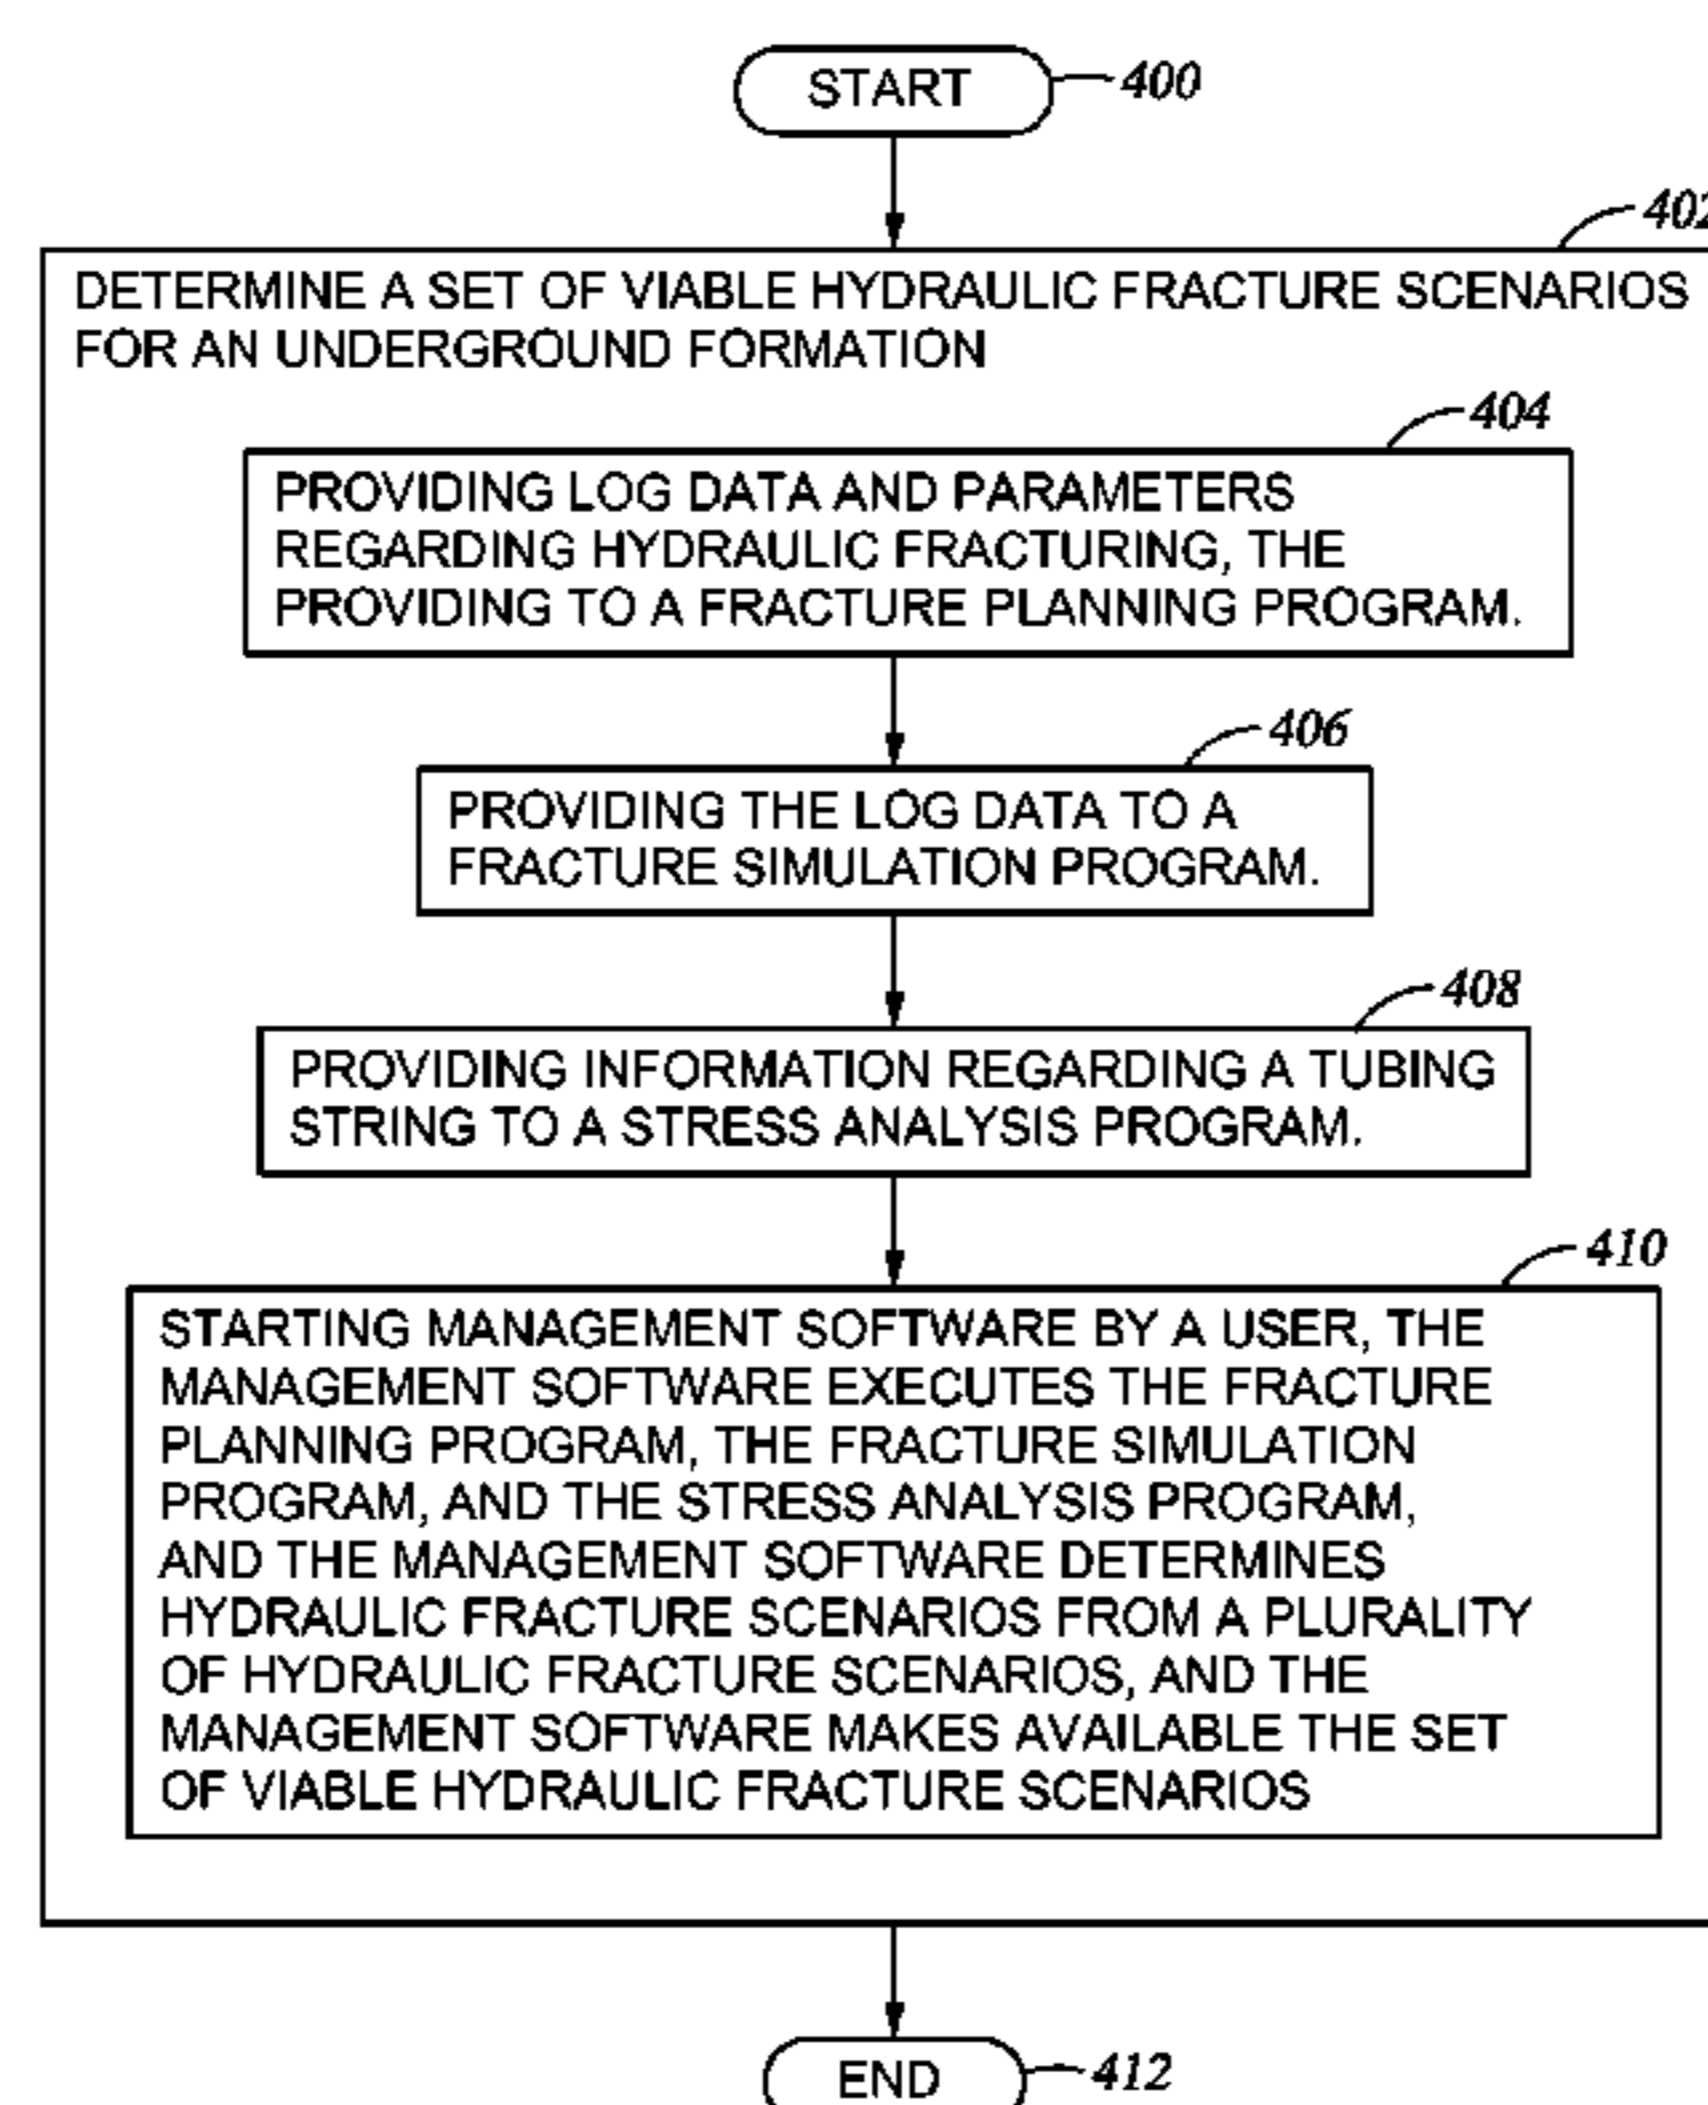 START
400
402
DETERMINE A SET OF VIABLE HYDRAULIC FRACTURE SCENARIOS
FOR AN UNDERGROUND FORMATION
404
PROVIDING LOG DATA AND PARAMETERS
REGARDING HYDRAULIC FRACTURING, THE
PROVIDING TO A FRACTURE PLANNING PROGRAM.
406
PROVIDING THE LOG DATA TO A
FRACTURE SIMULATION PROGRAM.
408
PROVIDING INFORMATION REGARDING A TUBING
STRING TO A STRESS ANALYSIS PROGRAM.
410
STARTING MANAGEMENT SOFTWARE BY A USER, THE
MANAGEMENT SOFTWARE EXECUTES THE FRACTURE
PLANNING PROGRAM, THE FRACTURE SIMULATION
PROGRAM, AND THE STRESS ANALYSIS PROGRAM,
AND THE MANAGEMENT SOFTWARE DETERMINES
HYDRAULIC FRACTURE SCENARIOS FROM A PLURALITY
OF HYDRAULIC FRACTURE SCENARIOS, AND THE
MANAGEMENT SOFTWARE MAKES AVAILABLE THE SET
OF VIABLE HYDRAULIC FRACTURE SCENARIOS
END
412